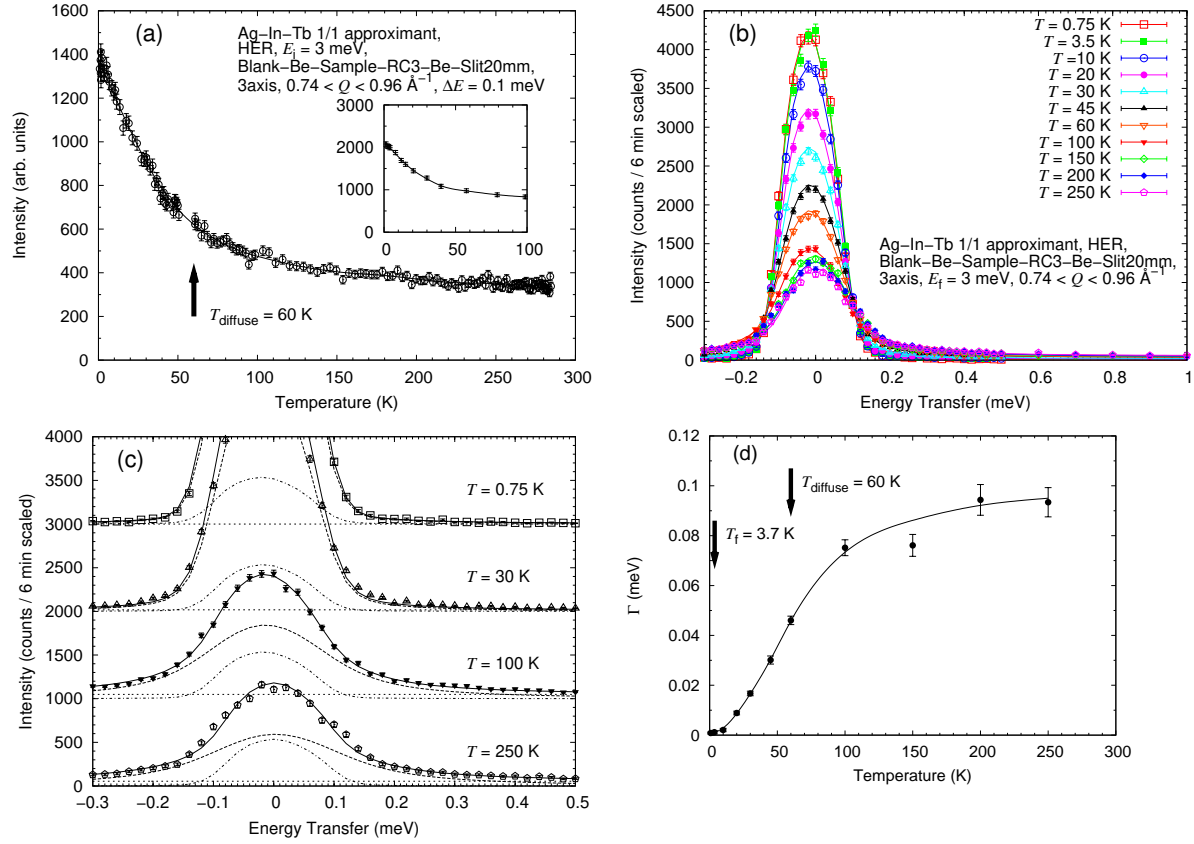 (a)
Ag−In−Tb 1/1 approximant,
HER, Ei = 3 meV,
Blank−Be−Sample−RC3−Be−Slit20mm,
3axis, 0.74 < Q < 0.96 Å−1, ΔE = 0.1 meV
Intensity (arb. units)
1400
1200
1000
800
600
400
200
0
0 50 100 150 200 250 300
Temperature (K)
Tdiffuse = 60 K
3000
2000
1000
0
0 20 40 60 80 100
(b)
Intensity (counts / 6 min scaled)
4500
4000
3500
3000
2500
2000
1500
1000
500
0
−0.2 0 0.2 0.4 0.6 0.8 1
Energy Transfer (meV)
T = 0.75 K
T = 3.5 K
T =10 K
T = 20 K
T = 30 K
T = 45 K
T = 60 K
T = 100 K
T = 150 K
T = 200 K
T = 250 K
Ag−In−Tb 1/1 approximant, HER,
Blank−Be−Sample−RC3−Be−Slit20mm,
3axis, Ef = 3 meV, 0.74 < Q < 0.96 Å−1
(c)
Intensity (counts / 6 min scaled)
4000
3500
3000
2500
2000
1500
1000
500
0
T = 0.75 K
T = 30 K
T = 100 K
T = 250 K
−0.3 −0.2 −0.1 0 0.1 0.2 0.3 0.4 0.5
Energy Transfer (meV)
(d)
Γ (meV)
0.12
0.1
0.08
0.06
0.04
0.02
0
Tdiffuse = 60 K
Tf = 3.7 K
0 50 100 150 200 250 300
Temperature (K)